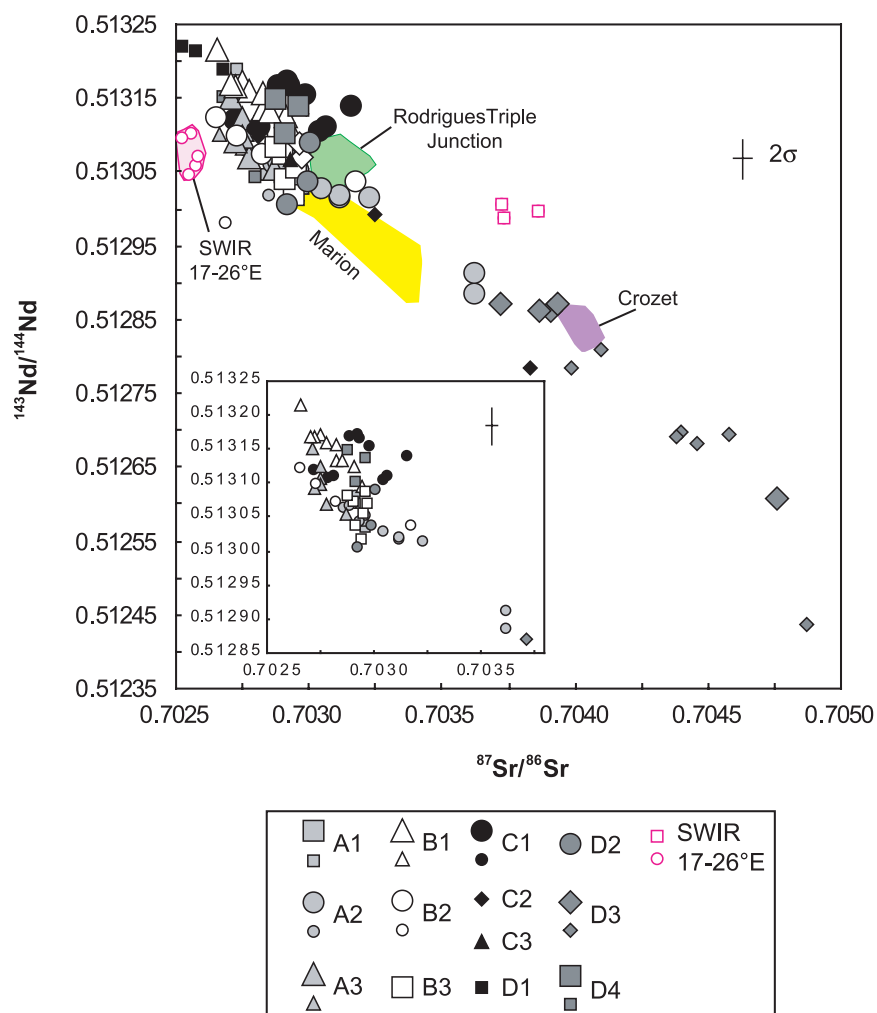 0.51325
0.51315
0.51305
0.51295
0.51285
0.51275
0.51265
0.51255
0.51245
0.51235
¹⁴³Nd/¹⁴⁴Nd
RodriguesTriple
Junction
2σ
SWIR
17-26°E
Marion
Crozet
0.51325
0.51320
0.51315
0.51310
0.51305
0.51300
0.51295
0.51290
0.51285
0.7025 0.7030 0.7035
0.7025 0.7030 0.7035 0.7040 0.7045 0.7050
⁸⁷Sr/⁸⁶Sr
A1 B1 C1 D2 SWIR
17-26°E
A2 B2 C2 D3
C3
A3 B3 D1 D4